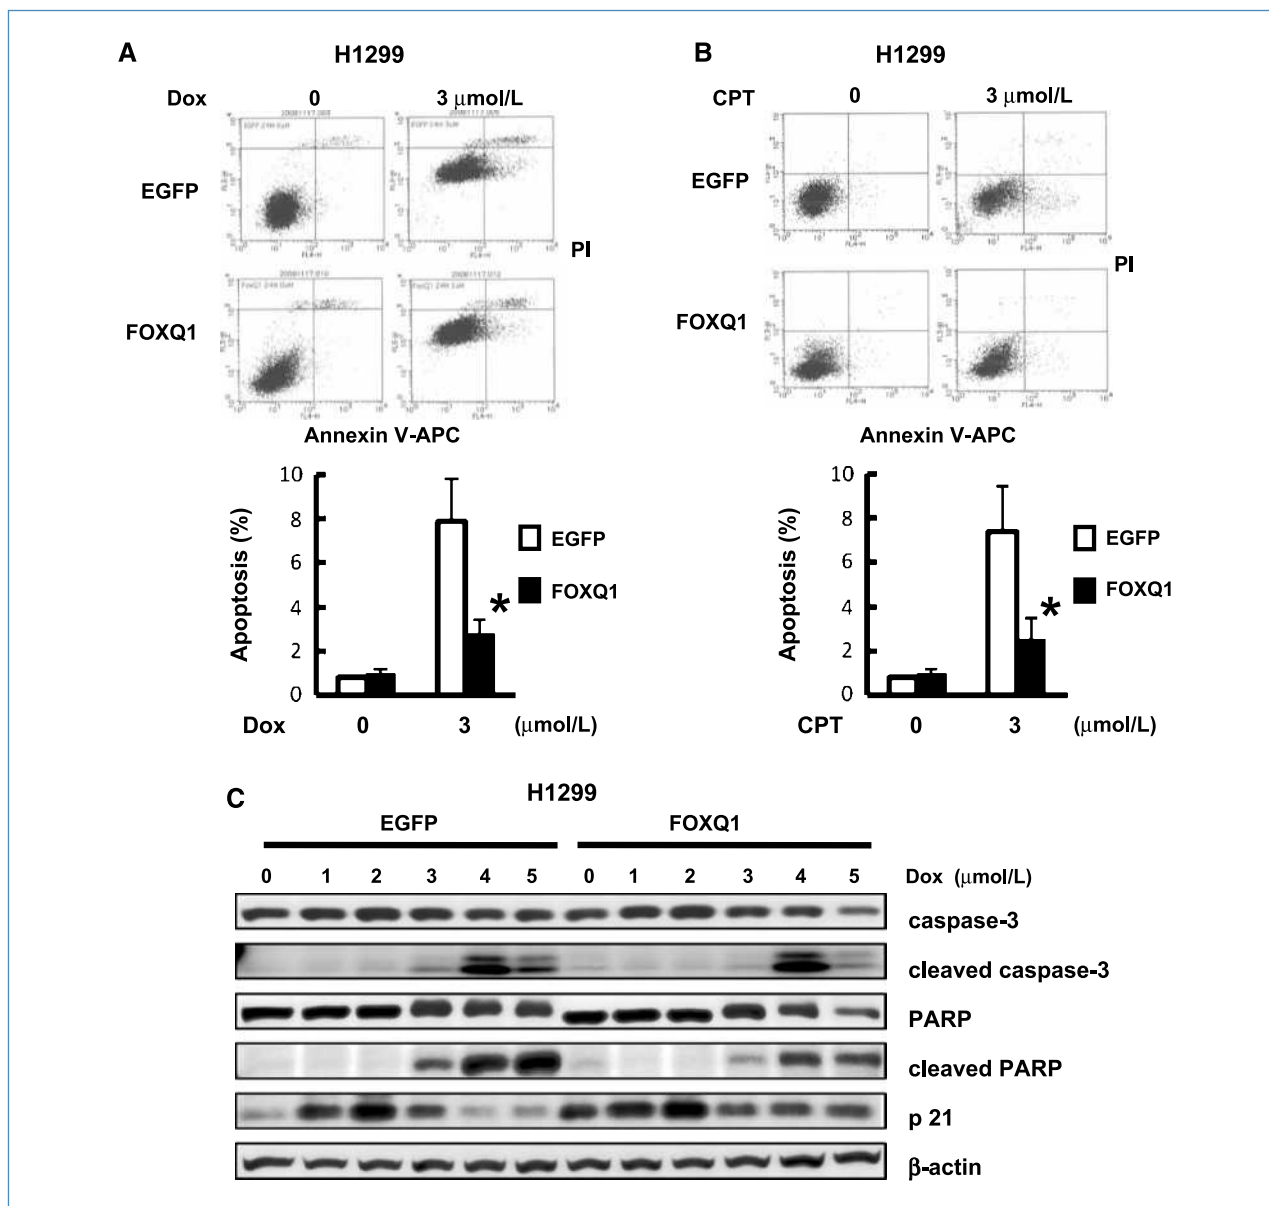 A
H1299
Dox 0 3 μmol/L
EGFP
FOXQ1
PI
Annexin V-APC
10
8
6
4
2
0
Apoptosis (%)
EGFP
FOXQ1
*
Dox 0 3 (μmol/L)
B
H1299
CPT 0 3 μmol/L
EGFP
FOXQ1
PI
Annexin V-APC
10
8
6
4
2
0
Apoptosis (%)
EGFP
FOXQ1
*
CPT 0 3 (μmol/L)
C
H1299
EGFP FOXQ1
0 1 2 3 4 5 0 1 2 3 4 5 Dox (μmol/L)
caspase-3
cleaved caspase-3
PARP
cleaved PARP
p 21
β-actin